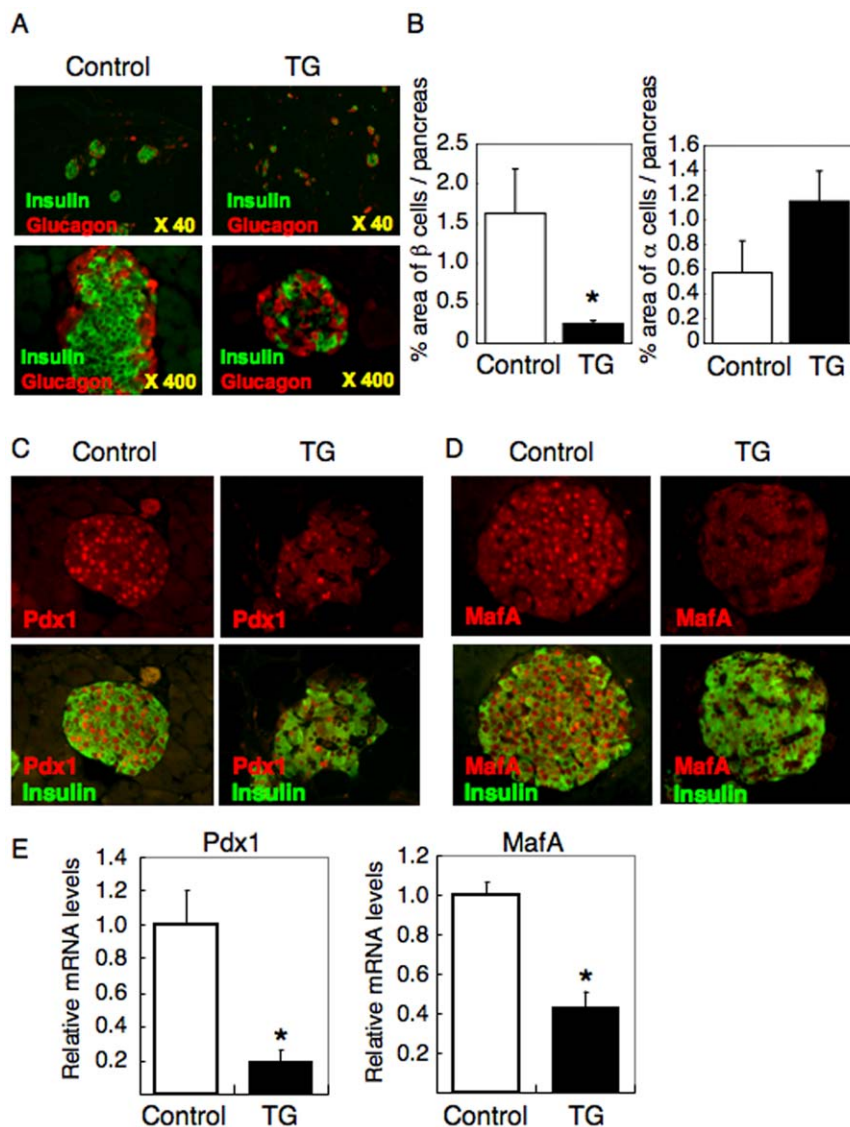 A
Control TG
Insulin
Glucagon
X 40
Insulin
Glucagon
X 40
Insulin
Glucagon
X 400
Insulin
Glucagon
X 400
B
% area of β cells / pancreas
2.5
2.0
1.5
1.0
0.5
0
*
Control TG
% area of α cells / pancreas
1.6
1.4
1.2
1.0
0.8
0.6
0.4
0.2
0
Control TG
C
Control TG
Pdx1
Pdx1
Pdx1
Insulin
Pdx1
Insulin
D
Control TG
MafA
MafA
MafA
Insulin
MafA
Insulin
E
Pdx1
Relative mRNA levels
1.4
1.2
1.0
0.8
0.6
0.4
0.2
*
Control TG
MafA
Relative mRNA levels
1.2
1.0
0.8
0.6
0.4
0.2
*
Control TG